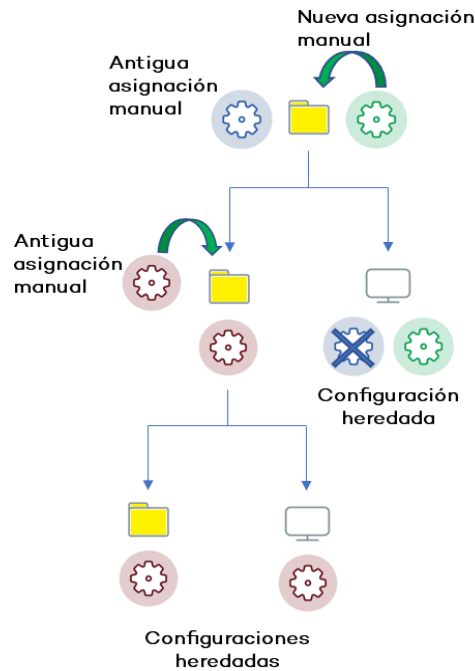 Nueva asignación
manual
Antigua
asignación
manual
Antigua
asignación
manual
Configuración
heredada
Configuraciones
heredadas